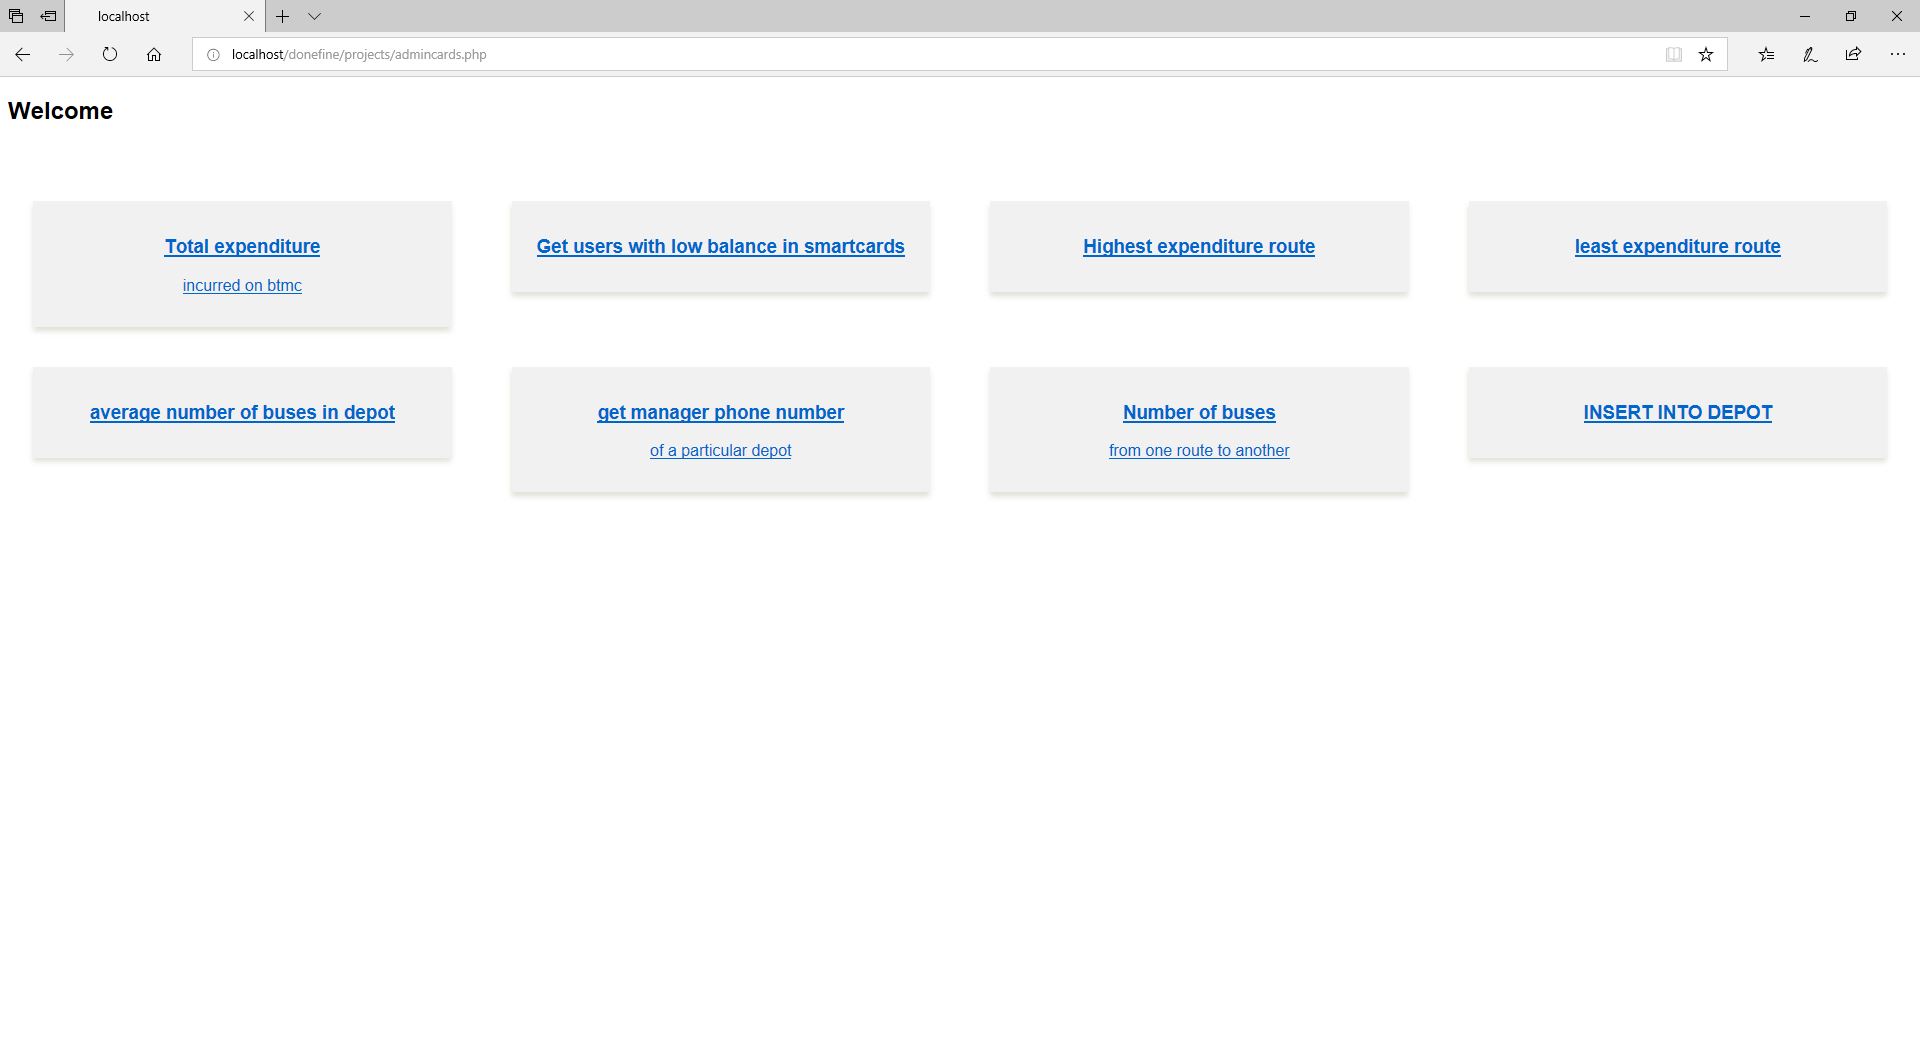 localhost
localhost/donefine/projects/admincards.php
Welcome
Total expenditure
incurred on btmc
Get users with low balance in smartcards
Highest expenditure route
least expenditure route
average number of buses in depot
get manager phone number
of a particular depot
Number of buses
from one route to another
INSERT INTO DEPOT